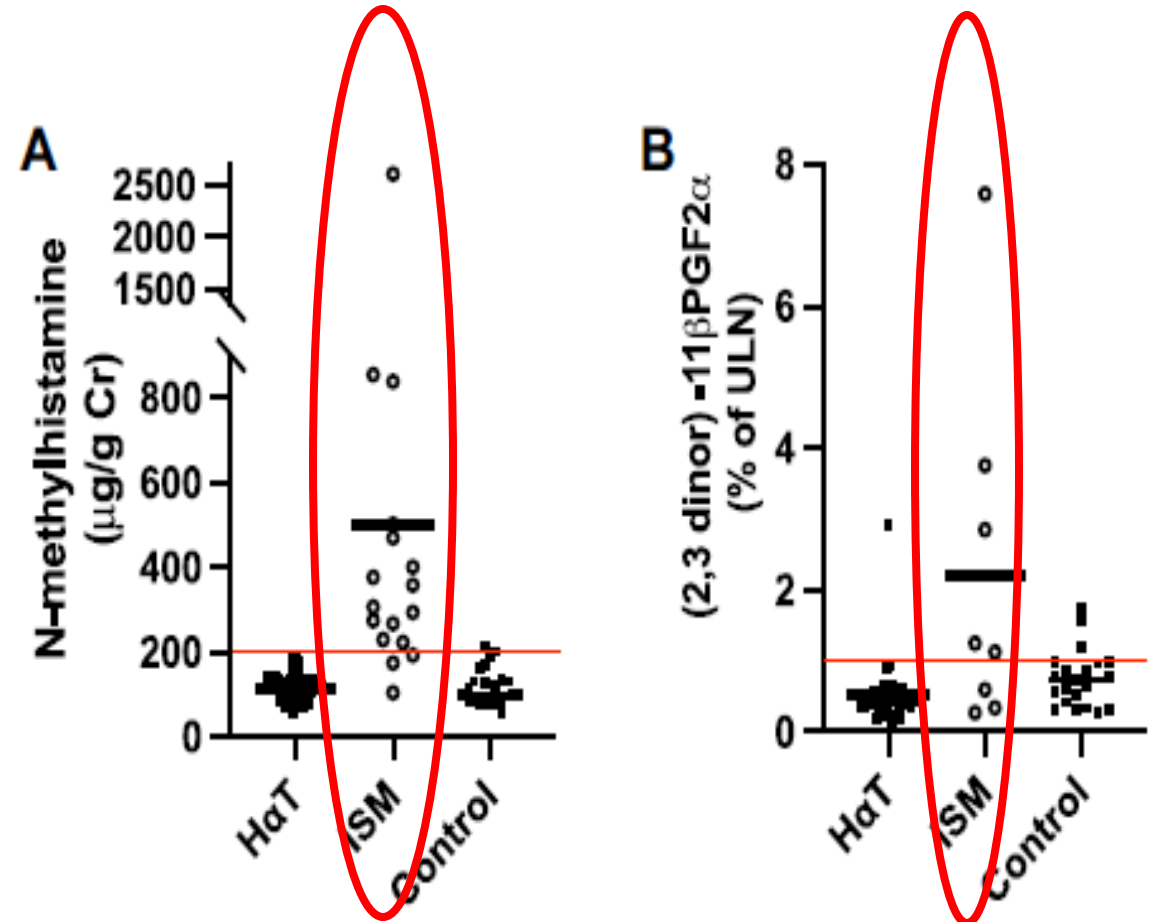 A
N-methylhistamine
(μg/g Cr)
2500
2000
1500
800
600
400
200
0
HαT
ISM
Control
B
(2,3 dinor) -11βPGF2α
(% of ULN)
8
6
4
2
0
HαT
ISM
Control